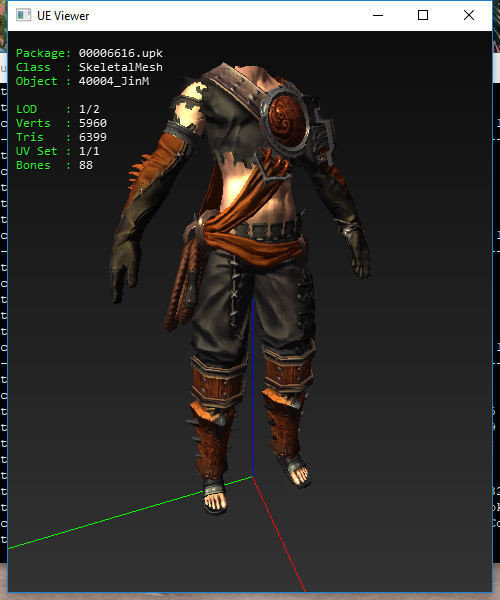 UE Viewer
Package: 00006616.upk
Class : SkeletalMesh
Object : 40004_JinM
LOD : 1/2
Verts : 5960
Tris : 6399
UV Set : 1/1
Bones : 88